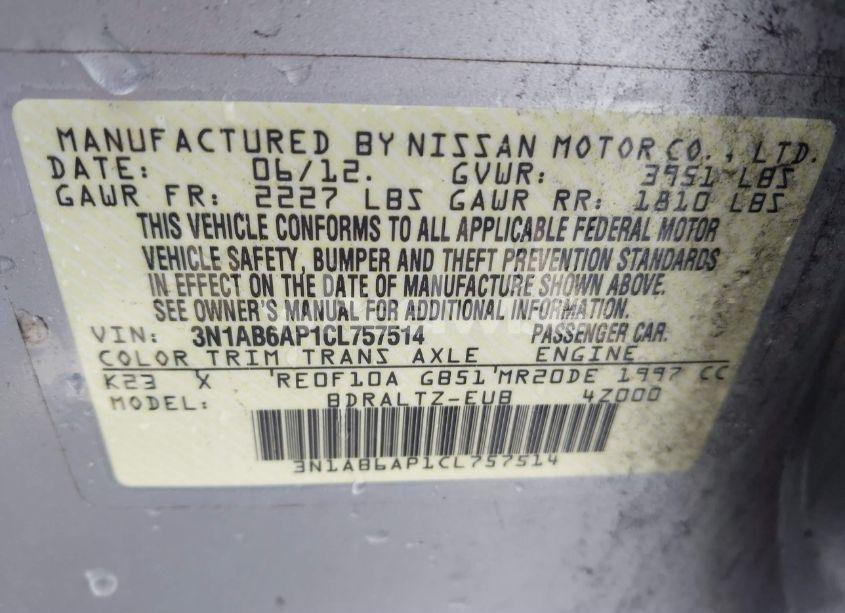 MANUFACTURED BY NISSAN MOTOR CO., LTD.
DATE: 06/12. GVWR: 3951 LBS
GAWR FR: 2227 LBS GAWR RR: 1810 LBS
THIS VEHICLE CONFORMS TO ALL APPLICABLE FEDERAL MOTOR
VEHICLE SAFETY, BUMPER AND THEFT PREVENTION STANDARDS
IN EFFECT ON THE DATE OF MANUFACTURE SHOWN ABOVE.
SEE OWNER'S MANUAL FOR ADDITIONAL INFORMATION.
VIN: 3N1AB6AP1CL757514 PASSENGER CAR.
COLOR TRIM TRANS AXLE ENGINE
K23 X RE0F10A GB51 MR20DE 1997 CC
MODEL: BDRALTZ-EUB 4Z000
3N1AB6AP1CL757514